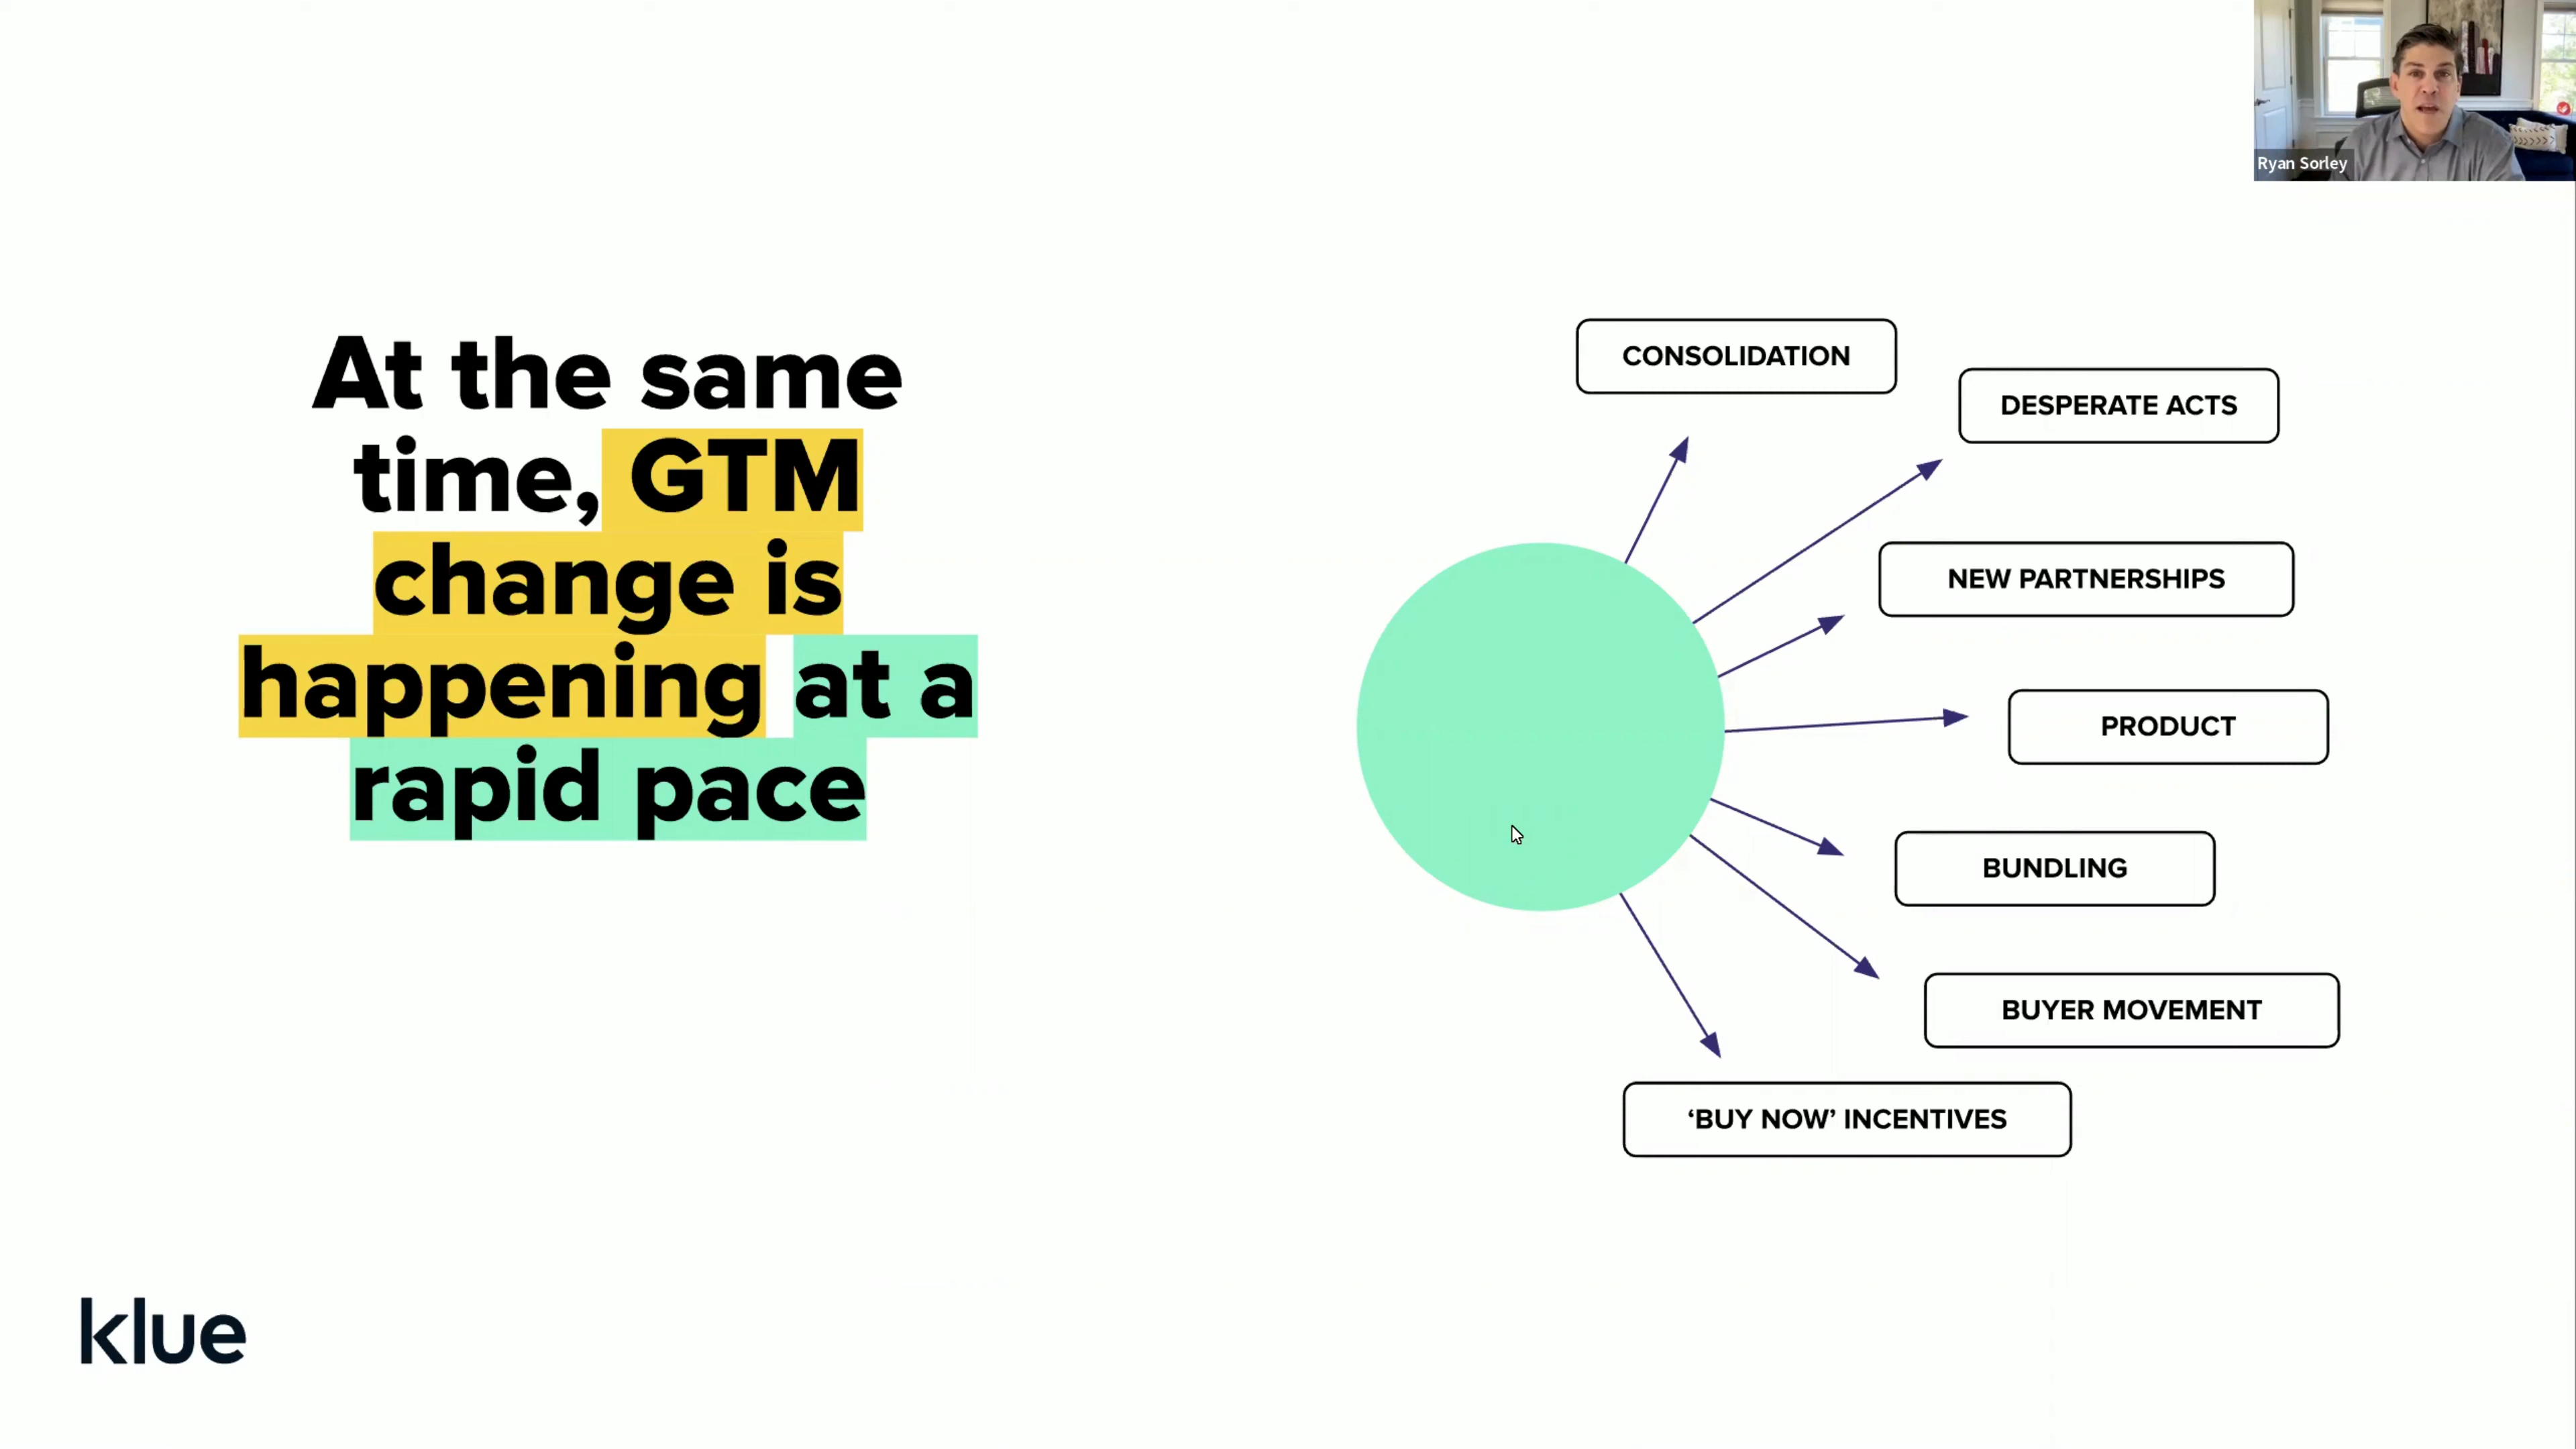 At the same
time, GTM
change is
happening at a
rapid pace
CONSOLIDATION
DESPERATE ACTS
NEW PARTNERSHIPS
PRODUCT
BUNDLING
BUYER MOVEMENT
‘BUY NOW’ INCENTIVES
klue
Ryan Sorley